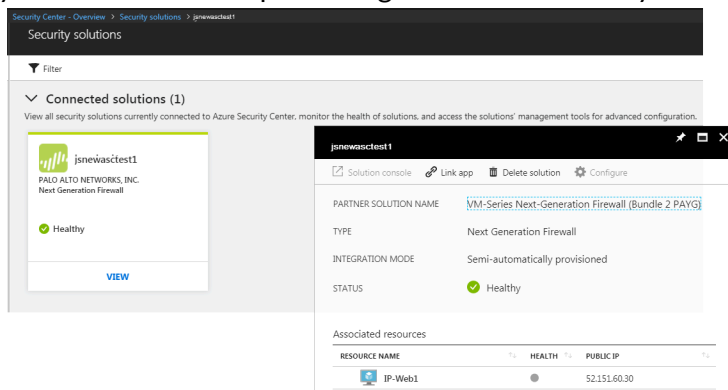 Security Center - Overview > Security solutions > jsnewasctest1
Security solutions
Filter
Connected solutions (1)
View all security solutions currently connected to Azure Security Center, monitor the health of solutions, and access the solutions' management tools for advanced configuration.
jsnewasctest1
PALO ALTO NETWORKS, INC.
Next Generation Firewall
Healthy
VIEW
jsnewasctest1
Solution console Link app Delete solution Configure
PARTNER SOLUTION NAME VM-Series Next-Generation Firewall (Bundle 2 PAYG)
TYPE Next Generation Firewall
INTEGRATION MODE Semi-automatically provisioned
STATUS Healthy
Associated resources
RESOURCE NAME HEALTH PUBLIC IP
IP-Web1 52.151.60.30